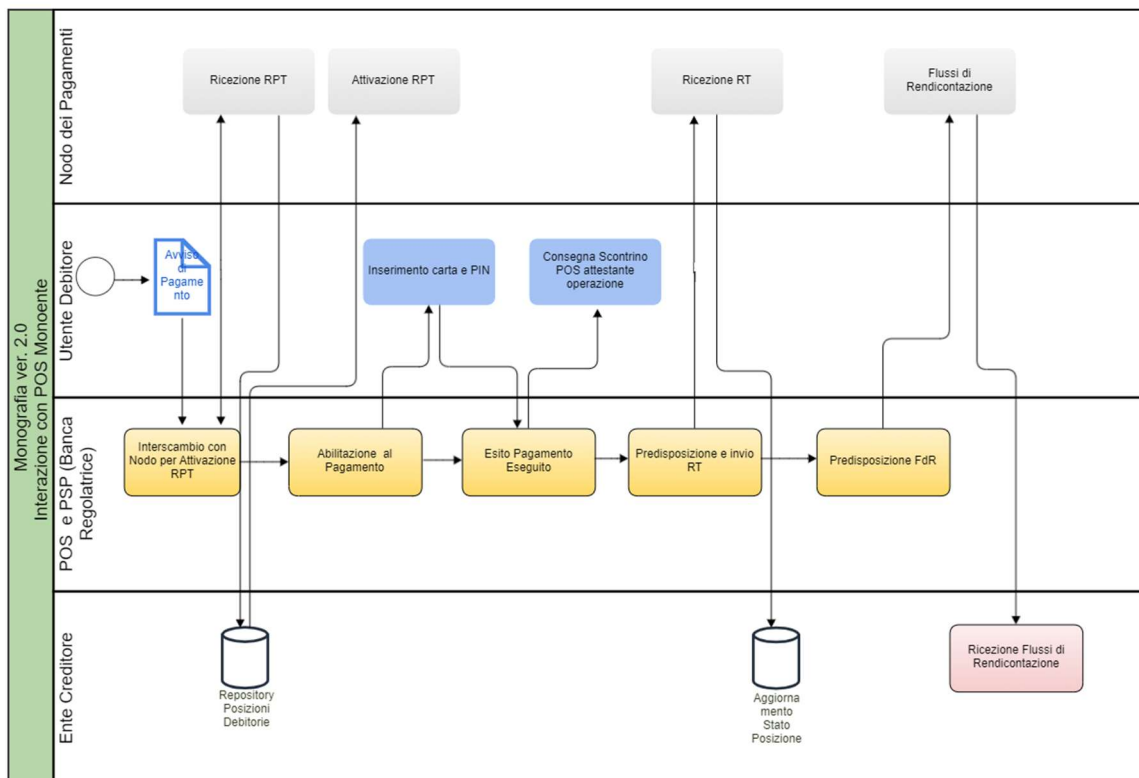 Monografia ver. 2.0
Interazione con POS Monoente
Nodo dei Pagamenti
Ricezione RPT
Attivazione RPT
Ricezione RT
Flussi di
Rendicontazione
Utente Debitore
Avviso
di
Pagame
nto
Inserimento carta e PIN
Consegna Scontrino
POS attestante
operazione
POS e PSP (Banca
Regolatrice)
Interscambio con
Nodo per Attivazione
RPT
Abilitazione al
Pagamento
Esito Pagamento
Eseguito
Predisposizione e invio
RT
Predisposizione FdR
Ente Creditore
Repository
Posizioni
Debitorie
Aggiorna
mento
Stato
Posizione
Ricezione Flussi di
Rendicontazione